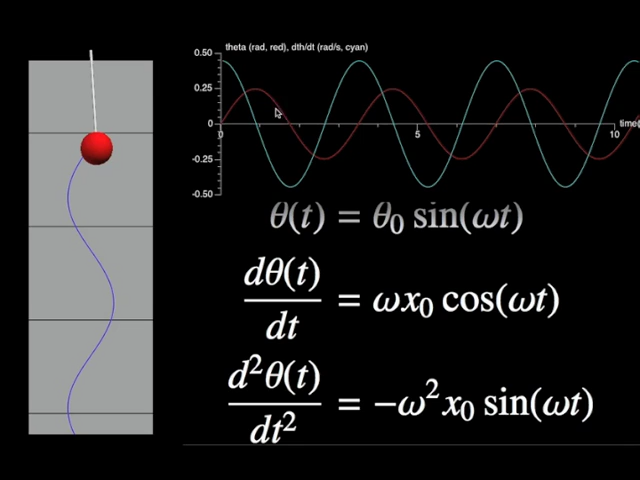 theta (rad, red), dth/dt (rad/s, cyan)
0.50
0.25
0
-0.25
-0.50
0 5 10 time(
θ(t) = θ₀ sin(ωt)
dθ(t)/dt = ωx₀ cos(ωt)
d²θ(t)/dt² = −ω²x₀ sin(ωt)